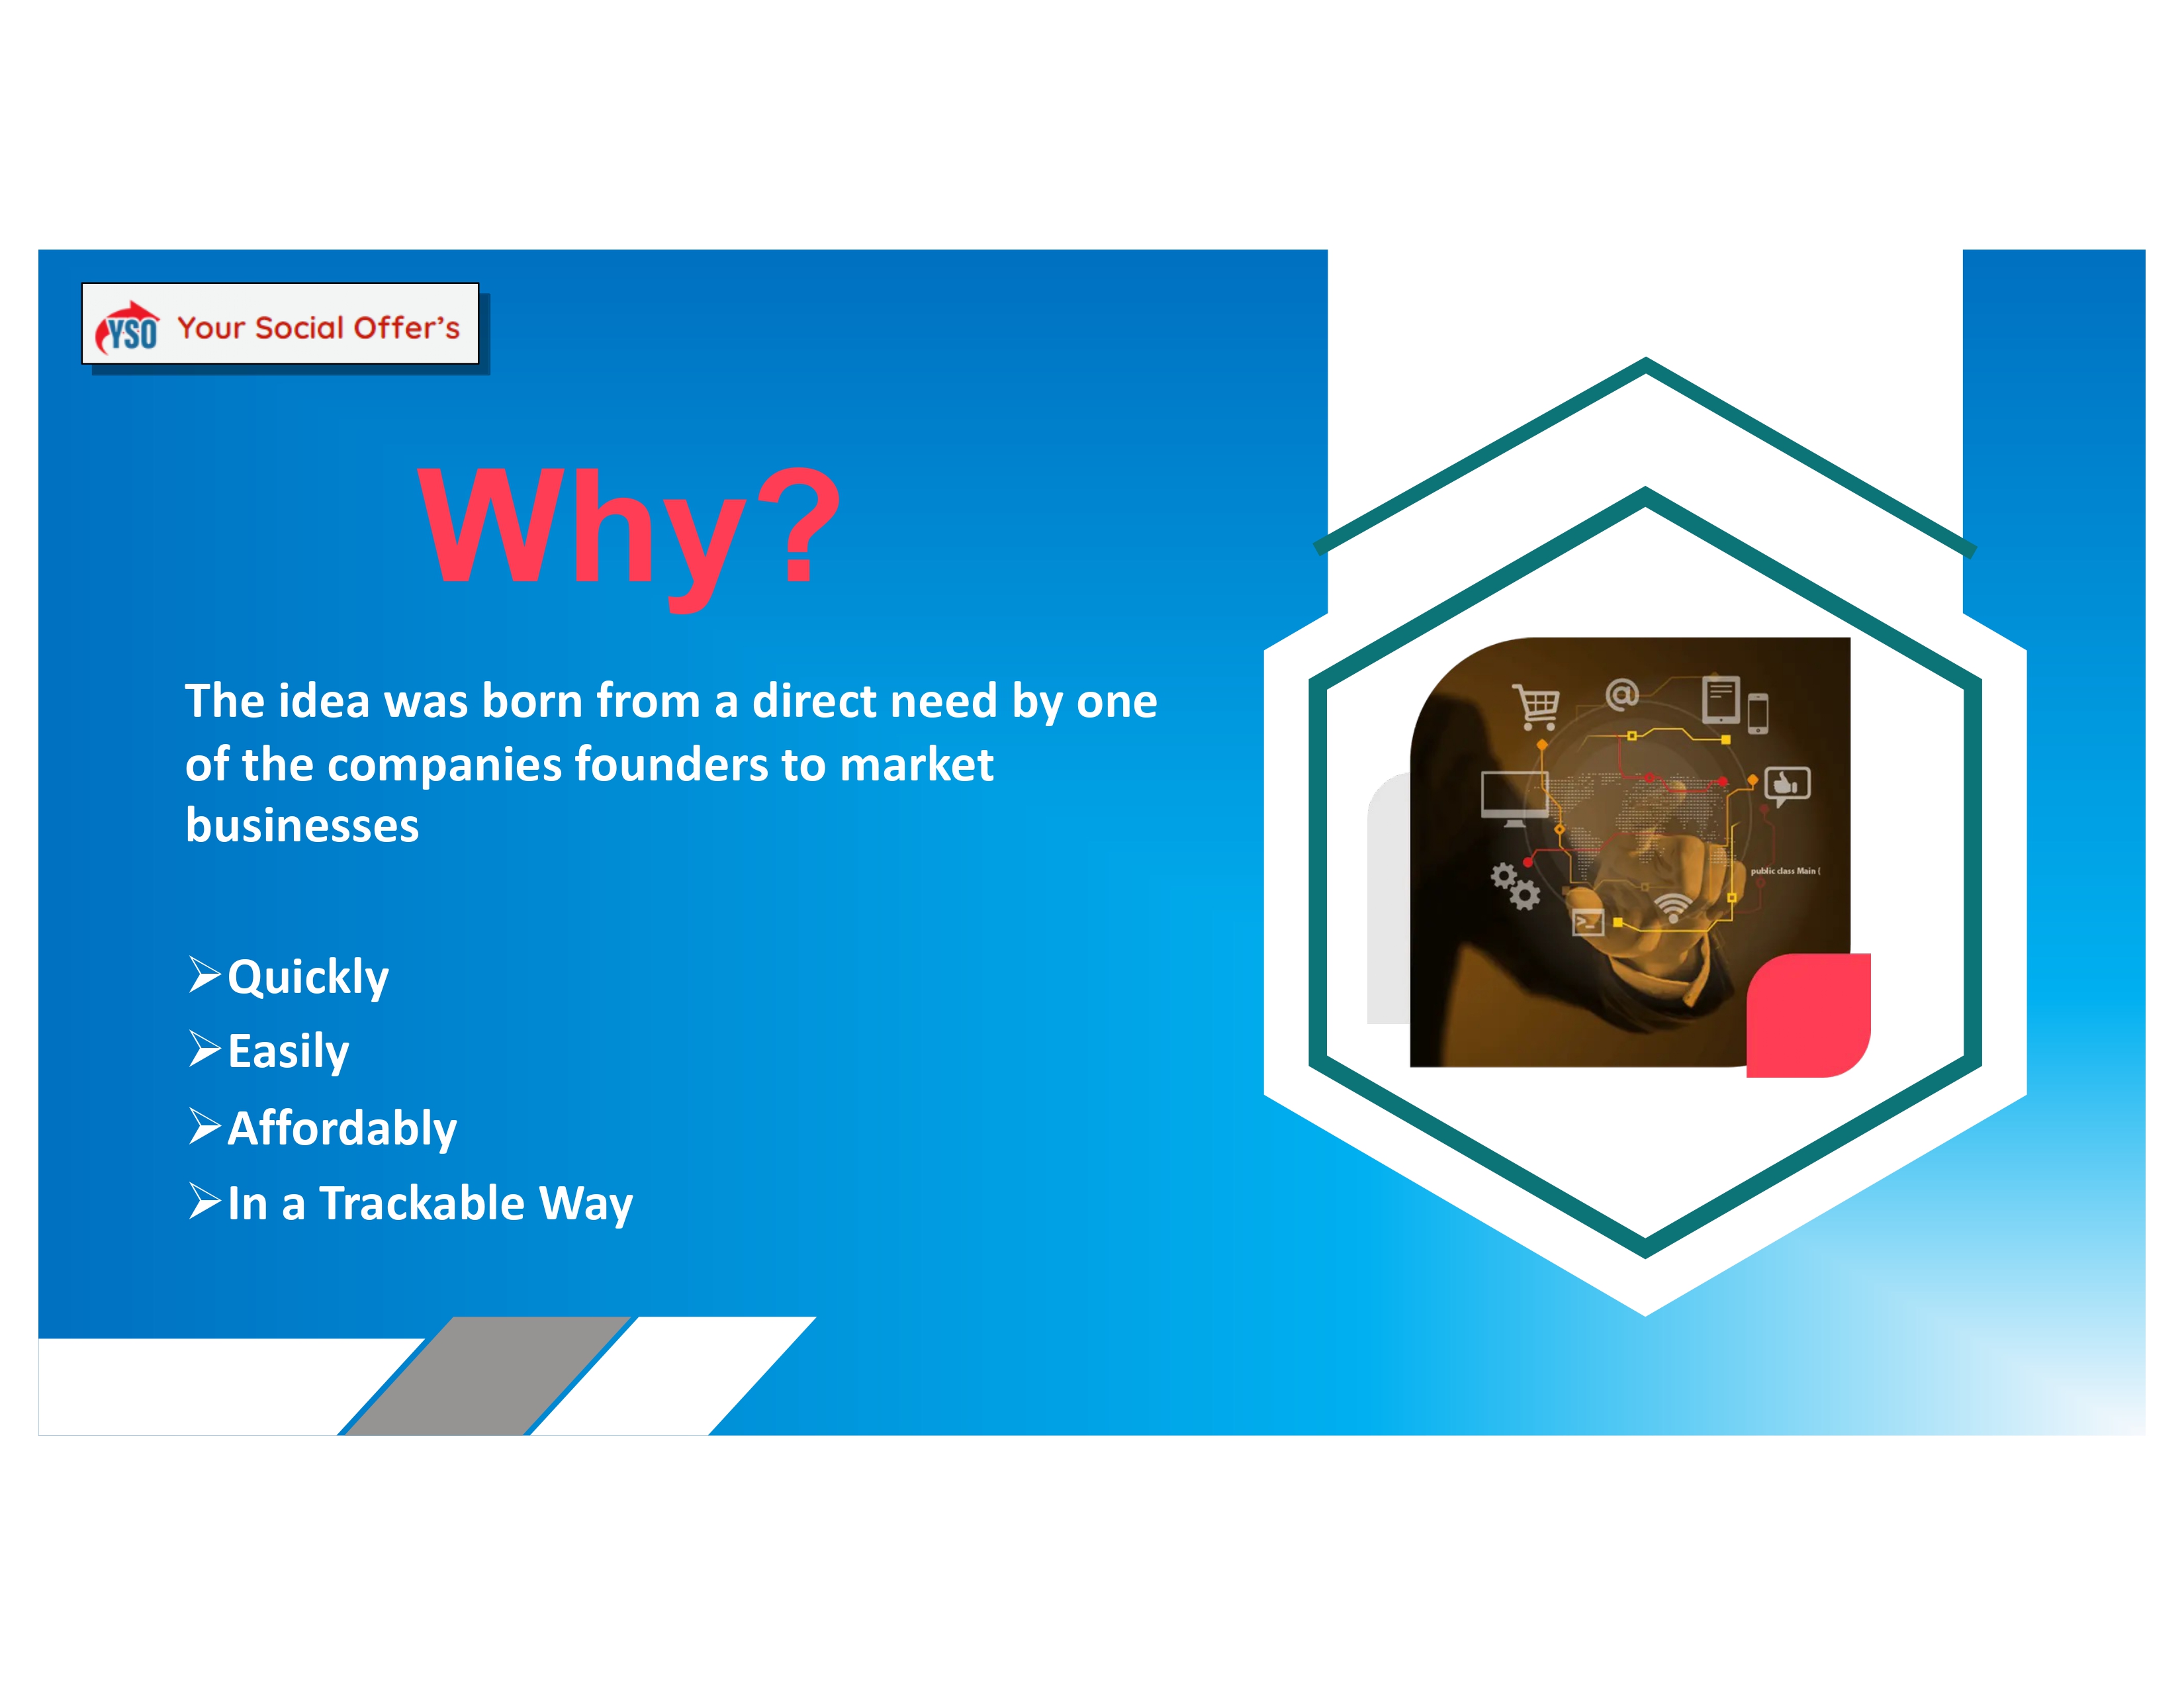 YSO Your Social Offer’s
Why?
The idea was born from a direct need by one
of the companies founders to market
businesses
➢Quickly
➢Easily
➢Affordably
➢In a Trackable Way
public class Main {